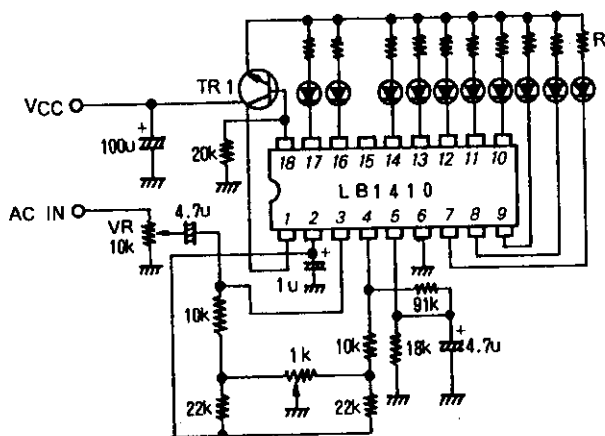 R
TR 1
VCC
+
100u
20k
18 17 16 15 14 13 12 11 10
LB1410
1 2 3 4 5 6 7 8 9
AC IN
VR
10k
4.7u
+
1u
91k
+
10k
10k
18k
4.7u
1k
22k
22k